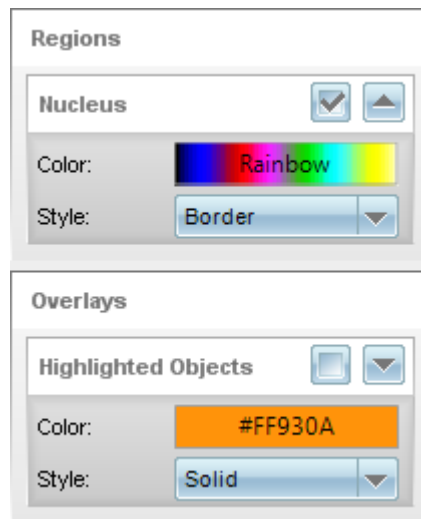 Regions
Nucleus
Color: Rainbow
Style: Border
Overlays
Highlighted Objects
Color: #FF930A
Style: Solid